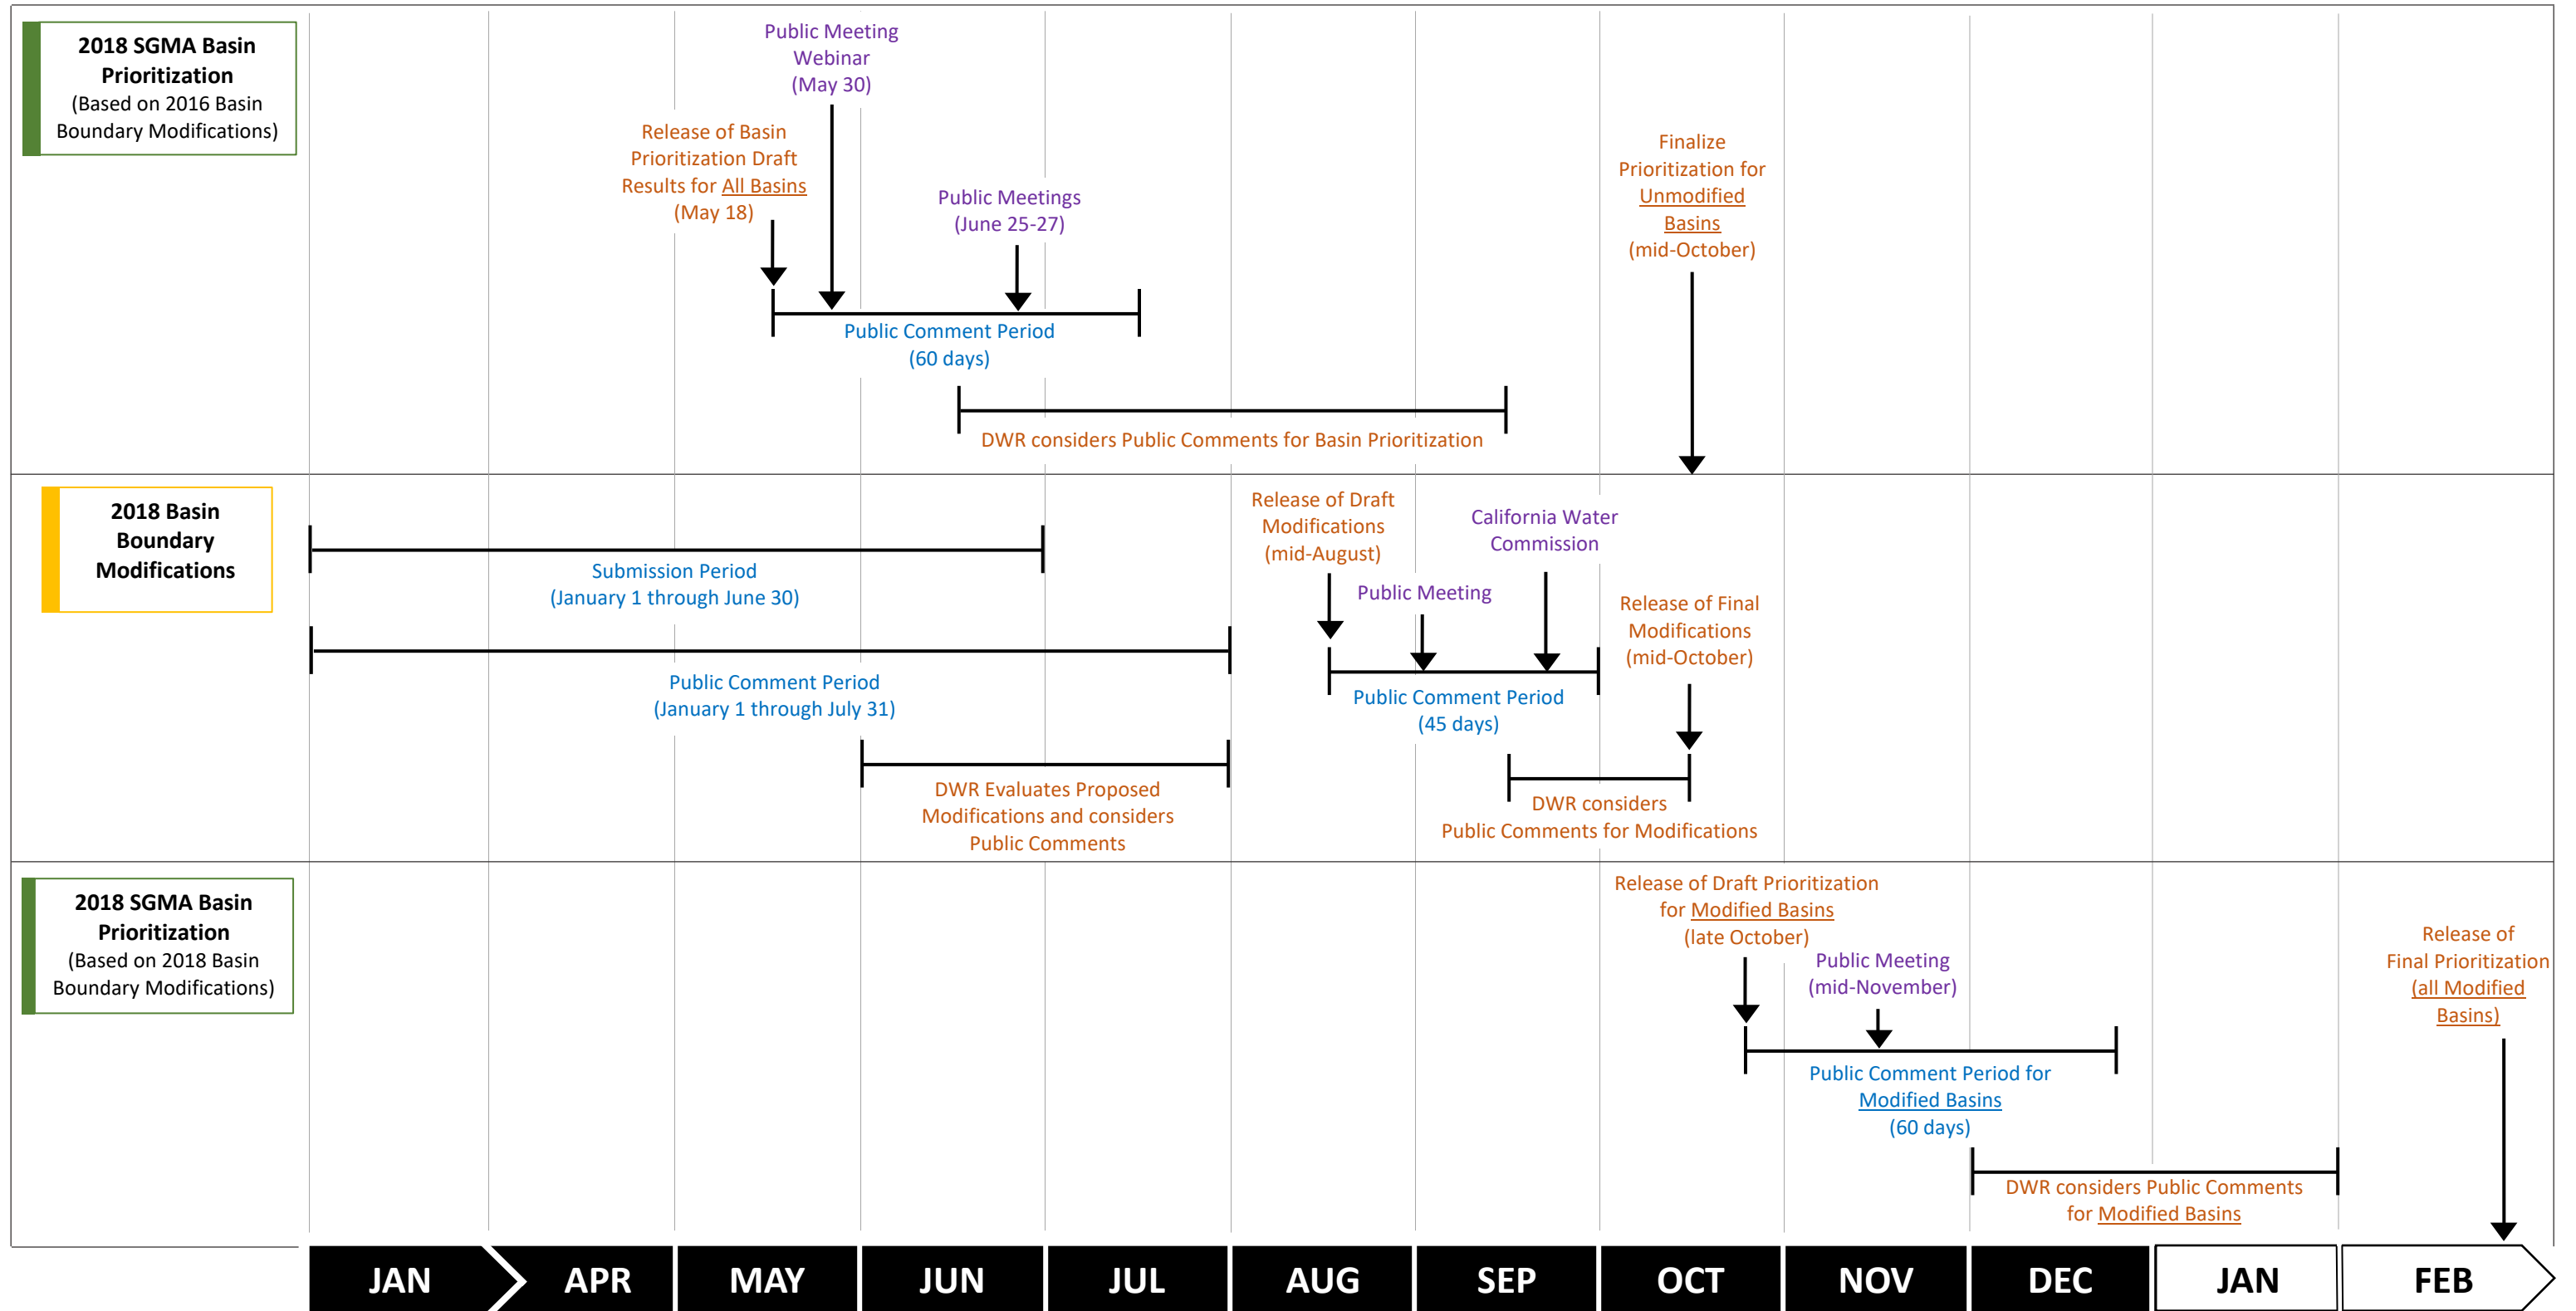 2018 SGMA Basin
Prioritization
(Based on 2016 Basin
Boundary Modifications)
Public Meeting
Webinar
(May 30)
Release of Basin
Prioritization Draft
Results for All Basins
(May 18)
Public Meetings
(June 25-27)
Finalize
Prioritization for
Unmodified
Basins
(mid-October)
Public Comment Period
(60 days)
DWR considers Public Comments for Basin Prioritization
2018 Basin
Boundary
Modifications
Submission Period
(January 1 through June 30)
Public Comment Period
(January 1 through July 31)
DWR Evaluates Proposed
Modifications and considers
Public Comments
Release of Draft
Modifications
(mid-August)
Public Meeting
California Water
Commission
Release of Final
Modifications
(mid-October)
Public Comment Period
(45 days)
DWR considers
Public Comments for Modifications
2018 SGMA Basin
Prioritization
(Based on 2018 Basin
Boundary Modifications)
Release of Draft Prioritization
for Modified Basins
(late October)
Public Meeting
(mid-November)
Public Comment Period for
Modified Basins
(60 days)
DWR considers Public Comments
for Modified Basins
Release of
Final Prioritization
(all Modified
Basins)
JAN APR MAY JUN JUL AUG SEP OCT NOV DEC JAN FEB